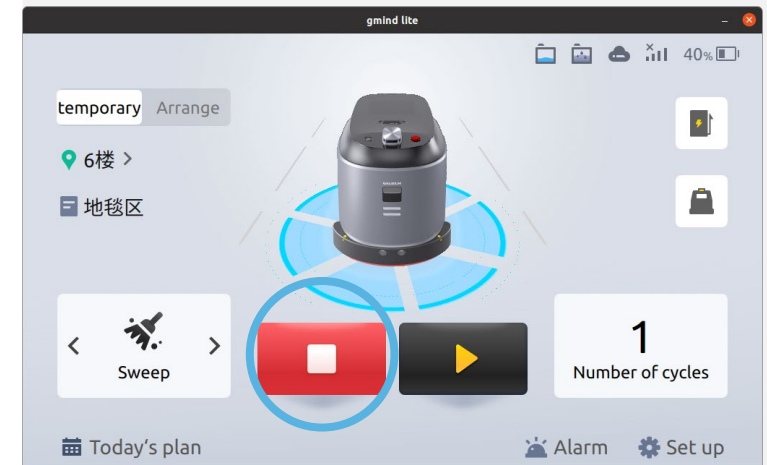 gmind lite
40%
temporary Arrange
6楼
地毯区
Sweep
1
Number of cycles
Today's plan
Alarm
Set up